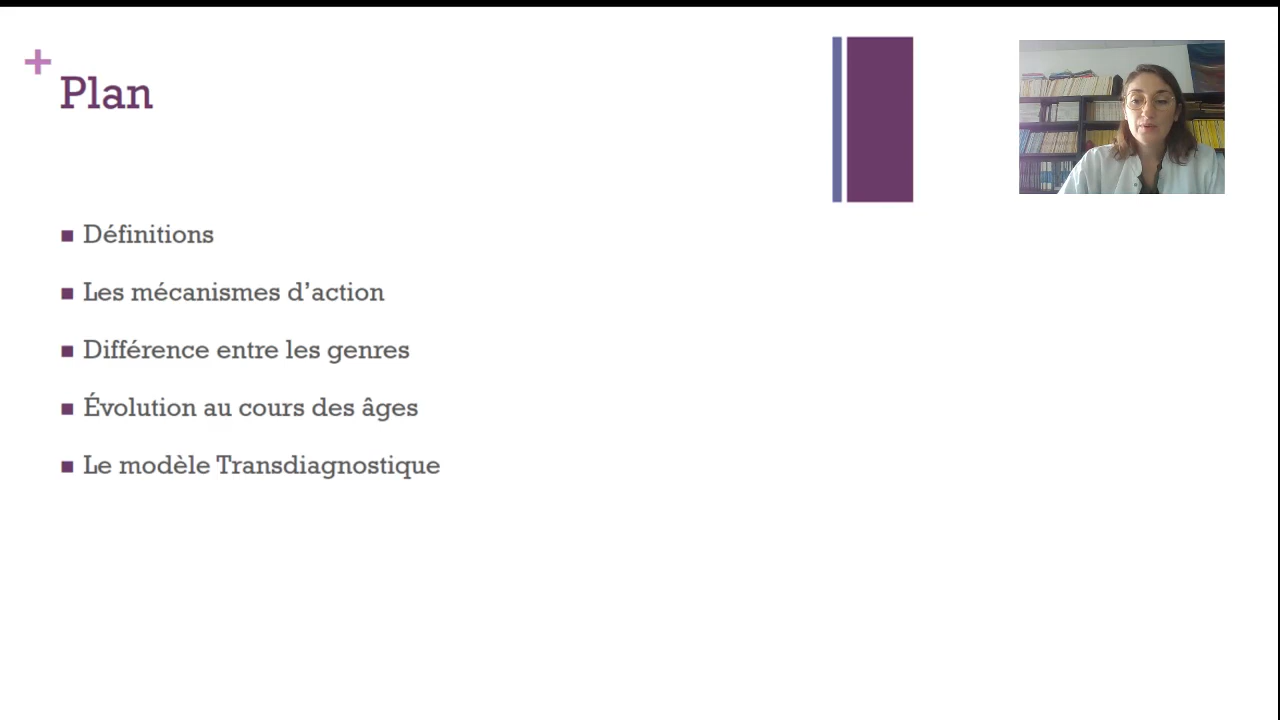 Plan
Définitions
Les mécanismes d’action
Différence entre les genres
Évolution au cours des âges
Le modèle Transdiagnostique